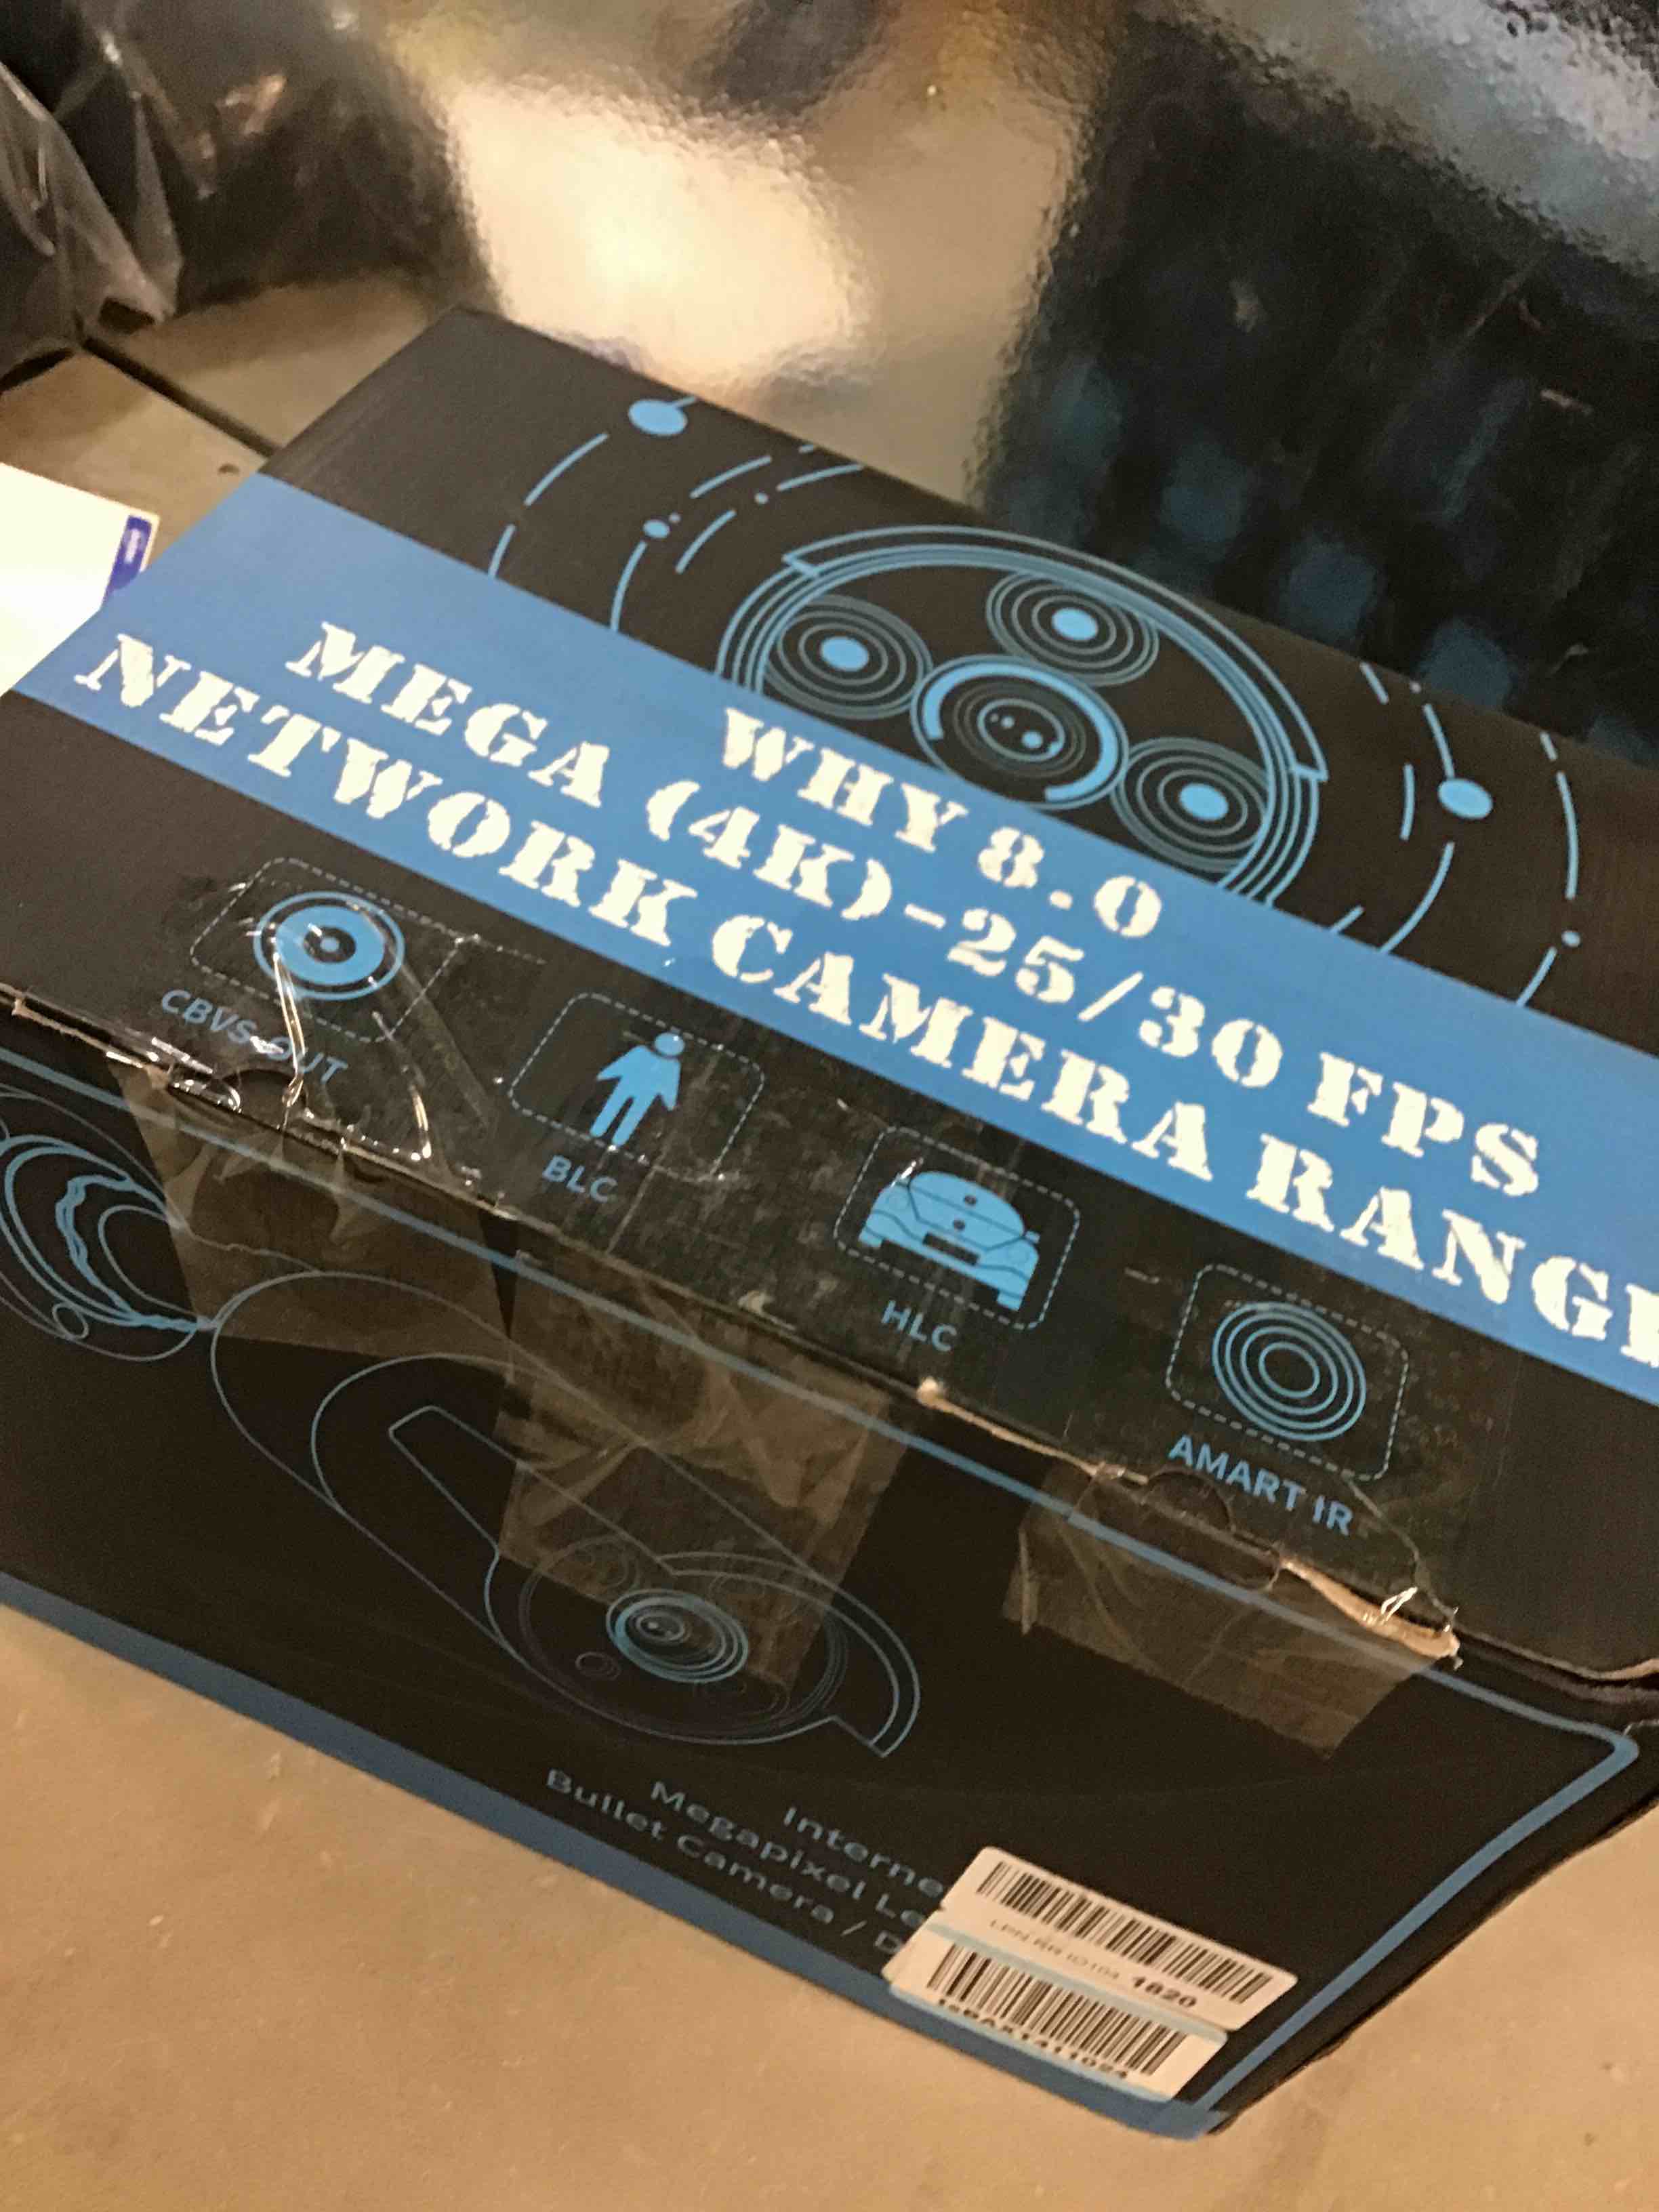 WHY 8.0
MEGA (4K)-25/30 FPS
NETWORK CAMERA RANGE
CBVS OUT
BLC
HLC
AMART IR
Interne
Megapixel Le
Bullet Camera / D
1820